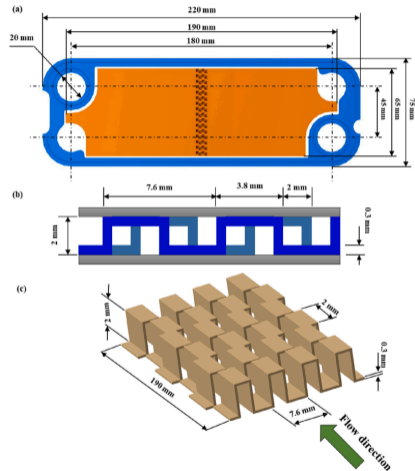 (a)
220 mm
190 mm
180 mm
20 mm
45 mm
65 mm
75 mm
(b)
7.6 mm
3.8 mm
2 mm
0.3 mm
2 mm
(c)
2 mm
2 mm
0.3 mm
190 mm
7.6 mm
Flow direction